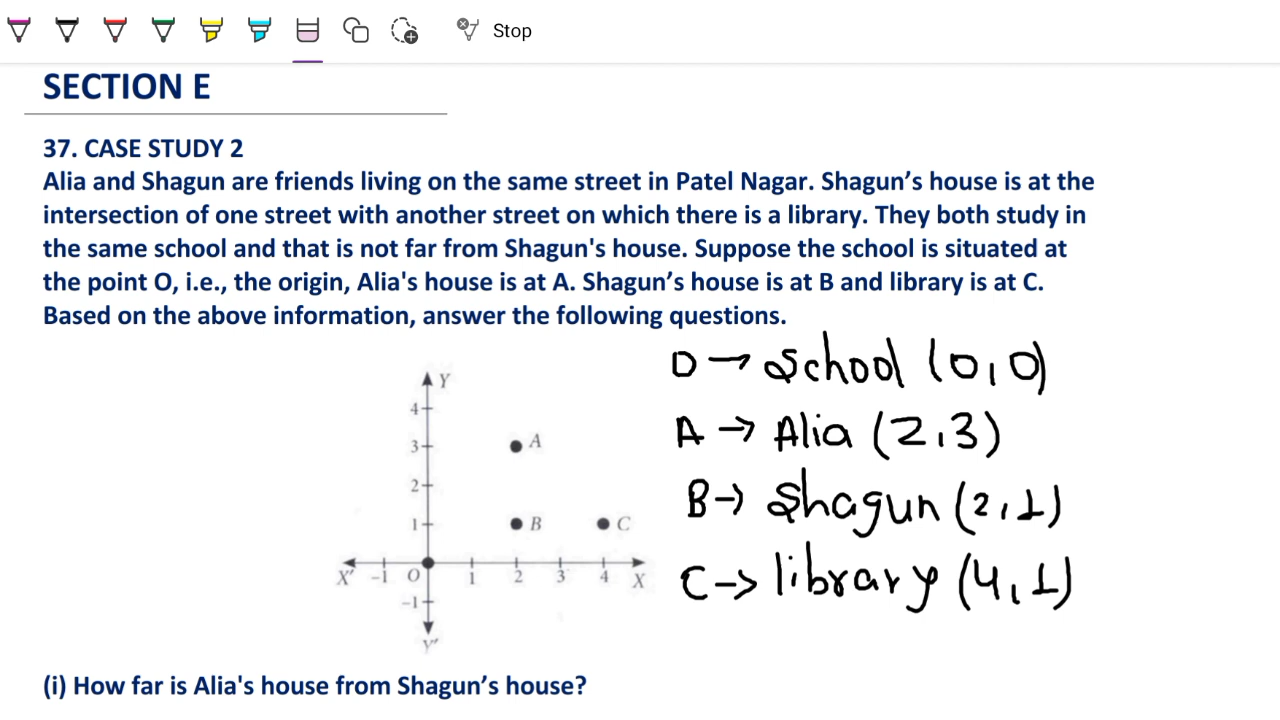 Stop
SECTION E
37. CASE STUDY 2
Alia and Shagun are friends living on the same street in Patel Nagar. Shagun’s house is at the
intersection of one street with another street on which there is a library. They both study in
the same school and that is not far from Shagun's house. Suppose the school is situated at
the point O, i.e., the origin, Alia's house is at A. Shagun’s house is at B and library is at C.
Based on the above information, answer the following questions.
O → School (0,0)
A → Alia (2,3)
B → Shagun (2,1)
C → library (4,1)
Y
4
3 A
2
1 B C
X' -1 O 1 2 3 4 X
-1
Y'
(i) How far is Alia's house from Shagun’s house?